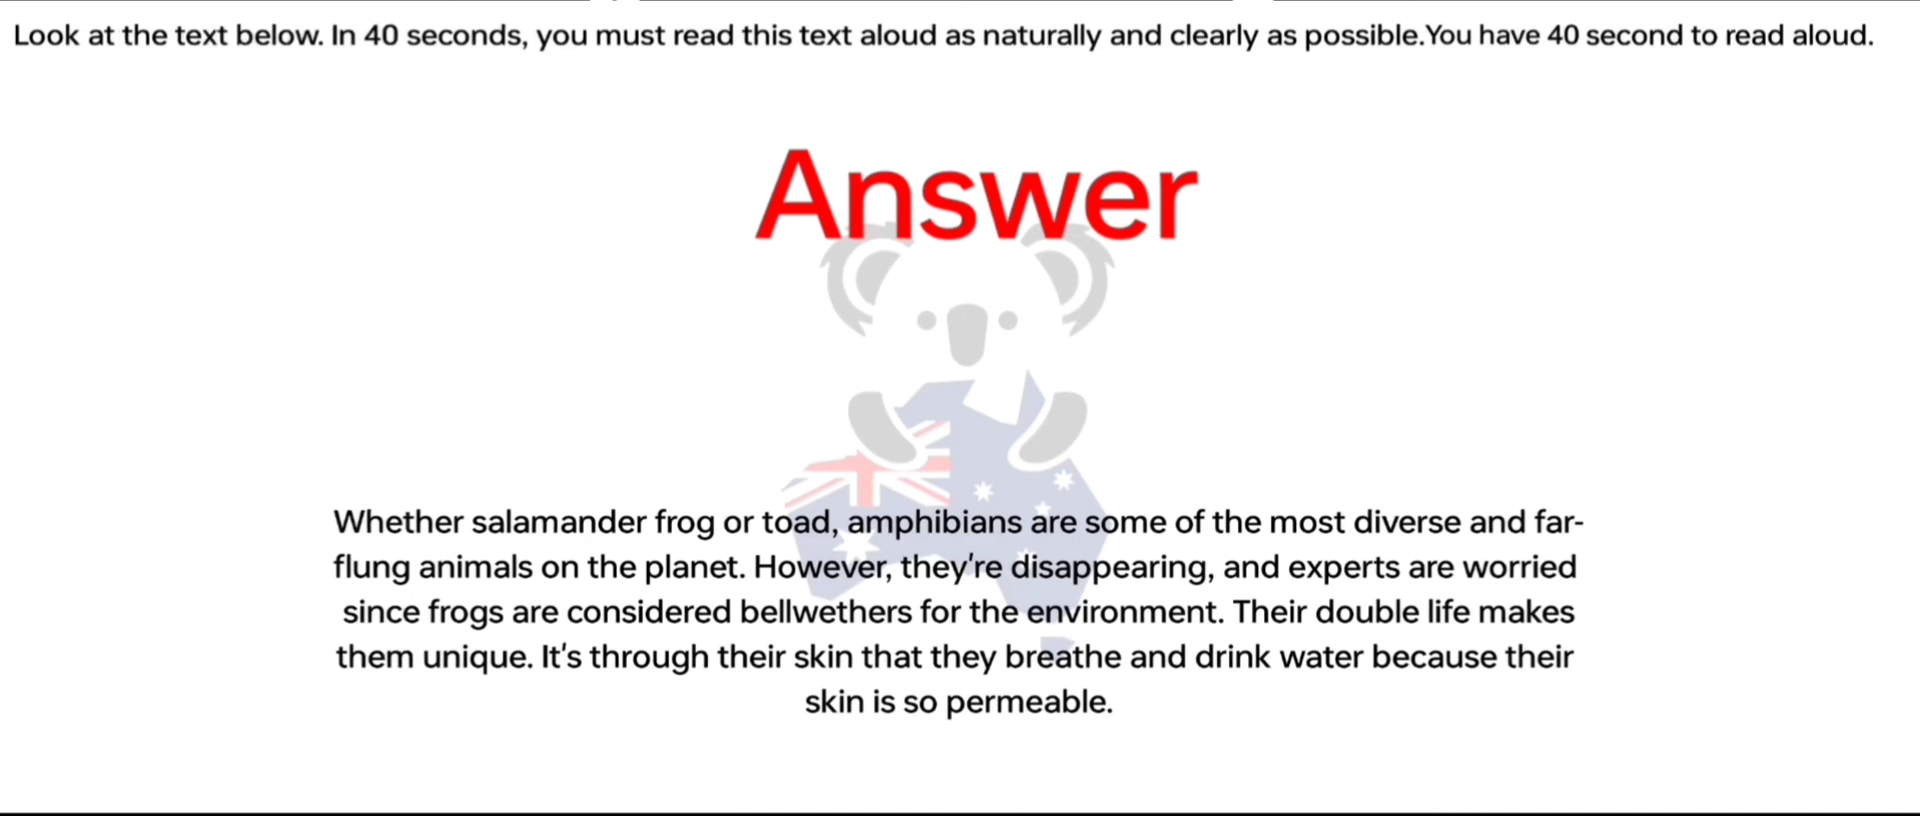 Look at the text below. In 40 seconds, you must read this text aloud as naturally and clearly as possible.You have 40 second to read aloud.
Answer
Whether salamander frog or toad, amphibians are some of the most diverse and far-
flung animals on the planet. However, they're disappearing, and experts are worried
since frogs are considered bellwethers for the environment. Their double life makes
them unique. It's through their skin that they breathe and drink water because their
skin is so permeable.